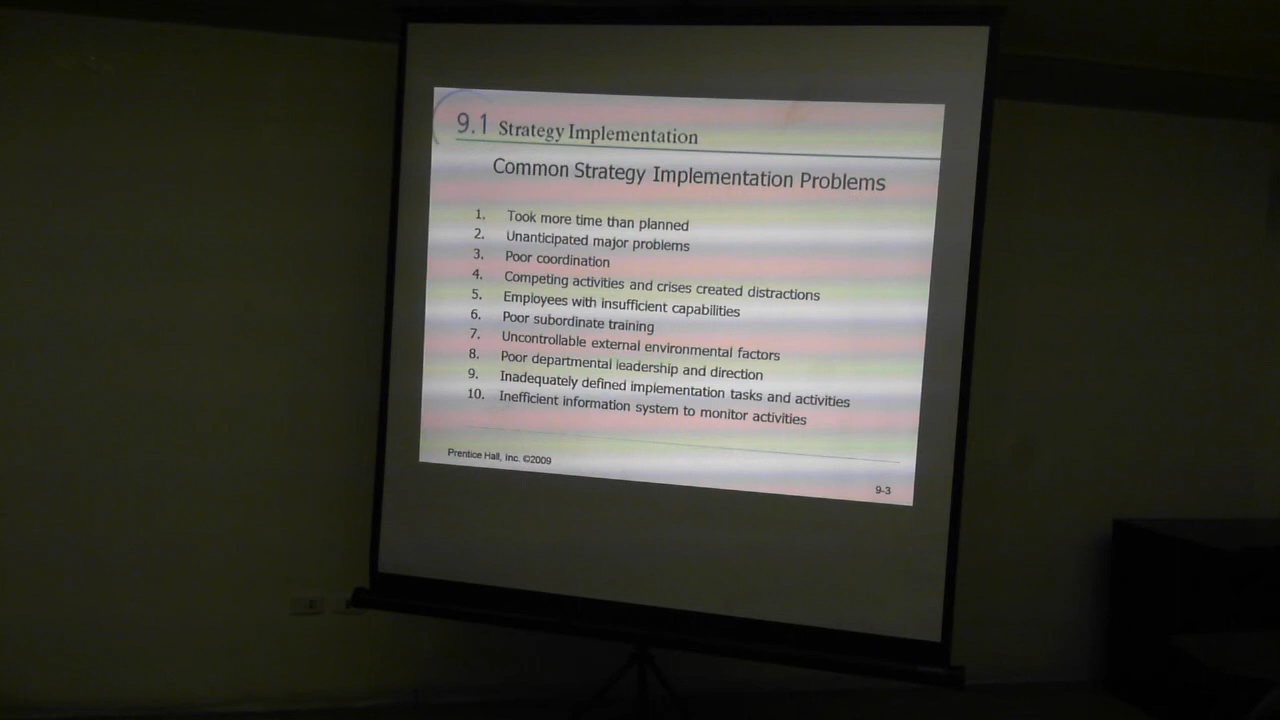 9.1 Strategy Implementation
Common Strategy Implementation Problems
1. Took more time than planned
2. Unanticipated major problems
3. Poor coordination
4. Competing activities and crises created distractions
5. Employees with insufficient capabilities
6. Poor subordinate training
7. Uncontrollable external environmental factors
8. Poor departmental leadership and direction
9. Inadequately defined implementation tasks and activities
10. Inefficient information system to monitor activities
Prentice Hall, Inc. ©2009
9-3